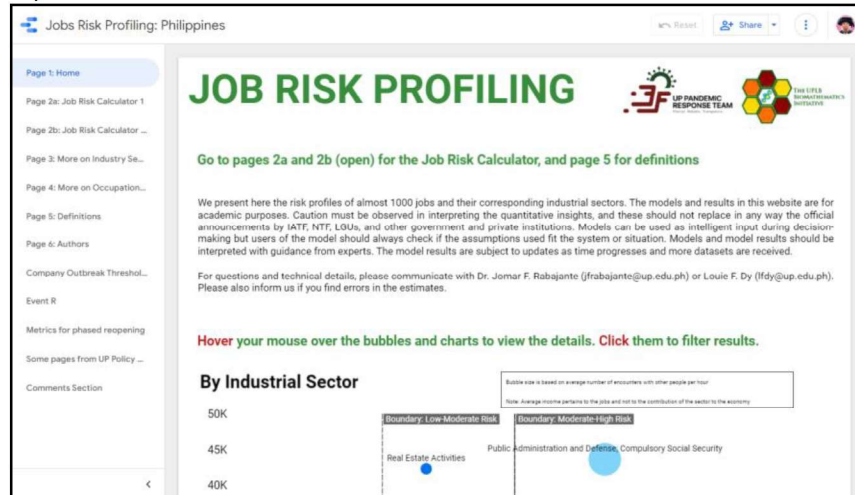 Jobs Risk Profiling: Philippines
Reset
Share
Page 1: Home
Page 2a: Job Risk Calculator 1
Page 2b: Job Risk Calculator ...
Page 3: More on Industry Se...
Page 4: More on Occupation...
Page 5: Definitions
Page 6: Authors
Company Outbreak Threshol...
Event R
Metrics for phased reopening
Some pages from UP Policy ...
Comments Section
JOB RISK PROFILING
UP PANDEMIC
RESPONSE TEAM
THE UPLB
BIOMATHEMATICS
INITIATIVE
Go to pages 2a and 2b (open) for the Job Risk Calculator, and page 5 for definitions
We present here the risk profiles of almost 1000 jobs and their corresponding industrial sectors. The models and results in this website are for
academic purposes. Caution must be observed in interpreting the quantitative insights, and these should not replace in any way the official
announcements by IATF, NTF, LGUs, and other government and private institutions. Models can be used as intelligent input during decision-
making but users of the model should always check if the assumptions used fit the system or situation. Models and model results should be
interpreted with guidance from experts. The model results are subject to updates as time progresses and more datasets are received.
For questions and technical details, please communicate with Dr. Jomar F. Rabajante (jfrabajante@up.edu.ph) or Louie F. Dy (lfdy@up.edu.ph).
Please also inform us if you find errors in the estimates.
Hover your mouse over the bubbles and charts to view the details. Click them to filter results.
By Industrial Sector
Bubble size is based on average number of encounters with other people per hour
Note: Average income pertains to the jobs and not to the contribution of the sector to the economy
50K
Boundary: Low-Moderate Risk
Boundary: Moderate-High Risk
45K
Real Estate Activities
Public Administration and Defense; Compulsory Social Security
40K